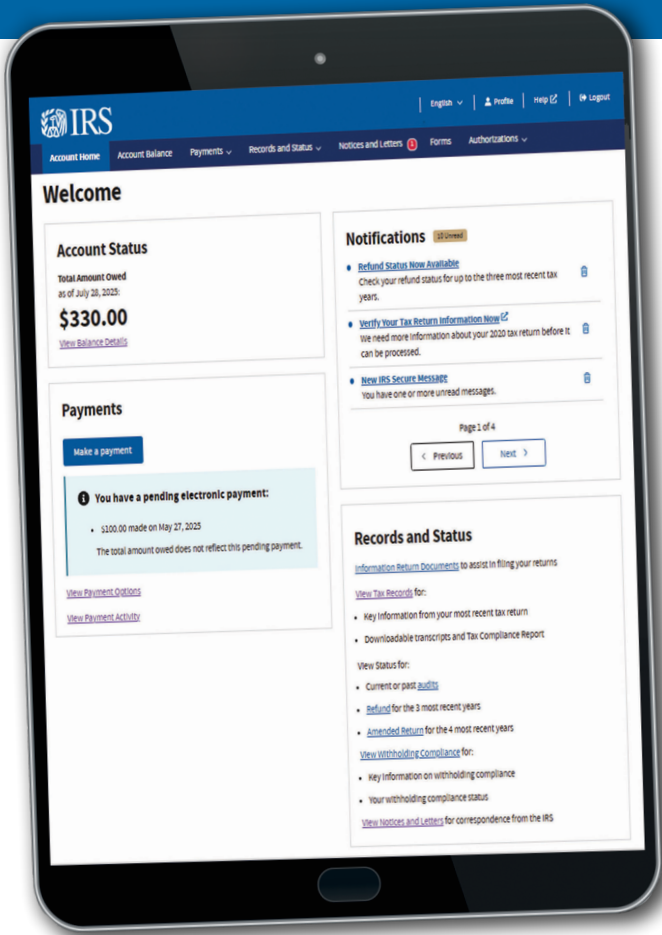 IRS
English
Profile
Help
Logout
Account Home
Account Balance
Payments
Records and Status
Notices and Letters 1
Forms
Authorizations
Welcome
Account Status
Total Amount Owed
as of July 28, 2025:
$330.00
View Balance Details
Payments
Make a payment
You have a pending electronic payment:
• $100.00 made on May 27, 2025
The total amount owed does not reflect this pending payment.
View Payment Options
View Payment Activity
Notifications 10 Unread
• Refund Status Now Available
Check your refund status for up to the three most recent tax
years.
• Verify Your Tax Return Information Now
We need more information about your 2020 tax return before it
can be processed.
• New IRS Secure Message
You have one or more unread messages.
Page 1 of 4
< Previous
Next >
Records and Status
Information Return Documents to assist in filing your returns
View Tax Records for:
• Key Information from your most recent tax return
• Downloadable transcripts and Tax Compliance Report
View Status for:
• Current or past audits
• Refund for the 3 most recent years
• Amended Return for the 4 most recent years
View Withholding Compliance for:
• Key Information on withholding compliance
• Your withholding compliance status
View Notices and Letters for correspondence from the IRS